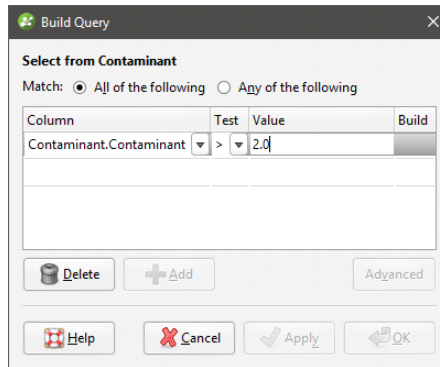 Build Query
Select from Contaminant
Match: All of the following Any of the following
Column Test Value Build
Contaminant.Contaminant > 2.0
Delete Add Advanced
Help Cancel Apply OK